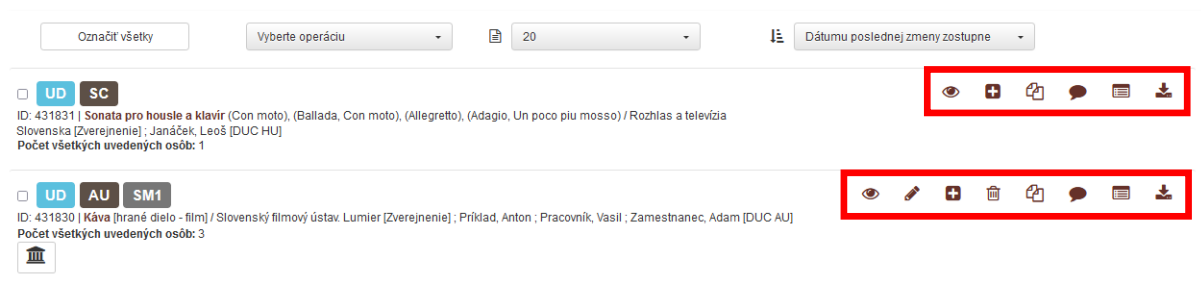 Označiť všetky Vyberte operáciu 20 Dátumu poslednej zmeny zostupne
UD SC
ID: 431831 | Sonata pro housle a klavír (Con moto), (Ballada, Con moto), (Allegretto), (Adagio, Un poco piu mosso) / Rozhlas a televízia
Slovenska [Zverejnenie] ; Janáček, Leoš [DUC HU]
Počet všetkých uvedených osôb: 1
UD AU SM1
ID: 431830 | Káva [hrané dielo - film] / Slovenský filmový ústav. Lumier [Zverejnenie] ; Príklad, Anton ; Pracovník, Vasil ; Zamestnanec, Adam [DUC AU]
Počet všetkých uvedených osôb: 3